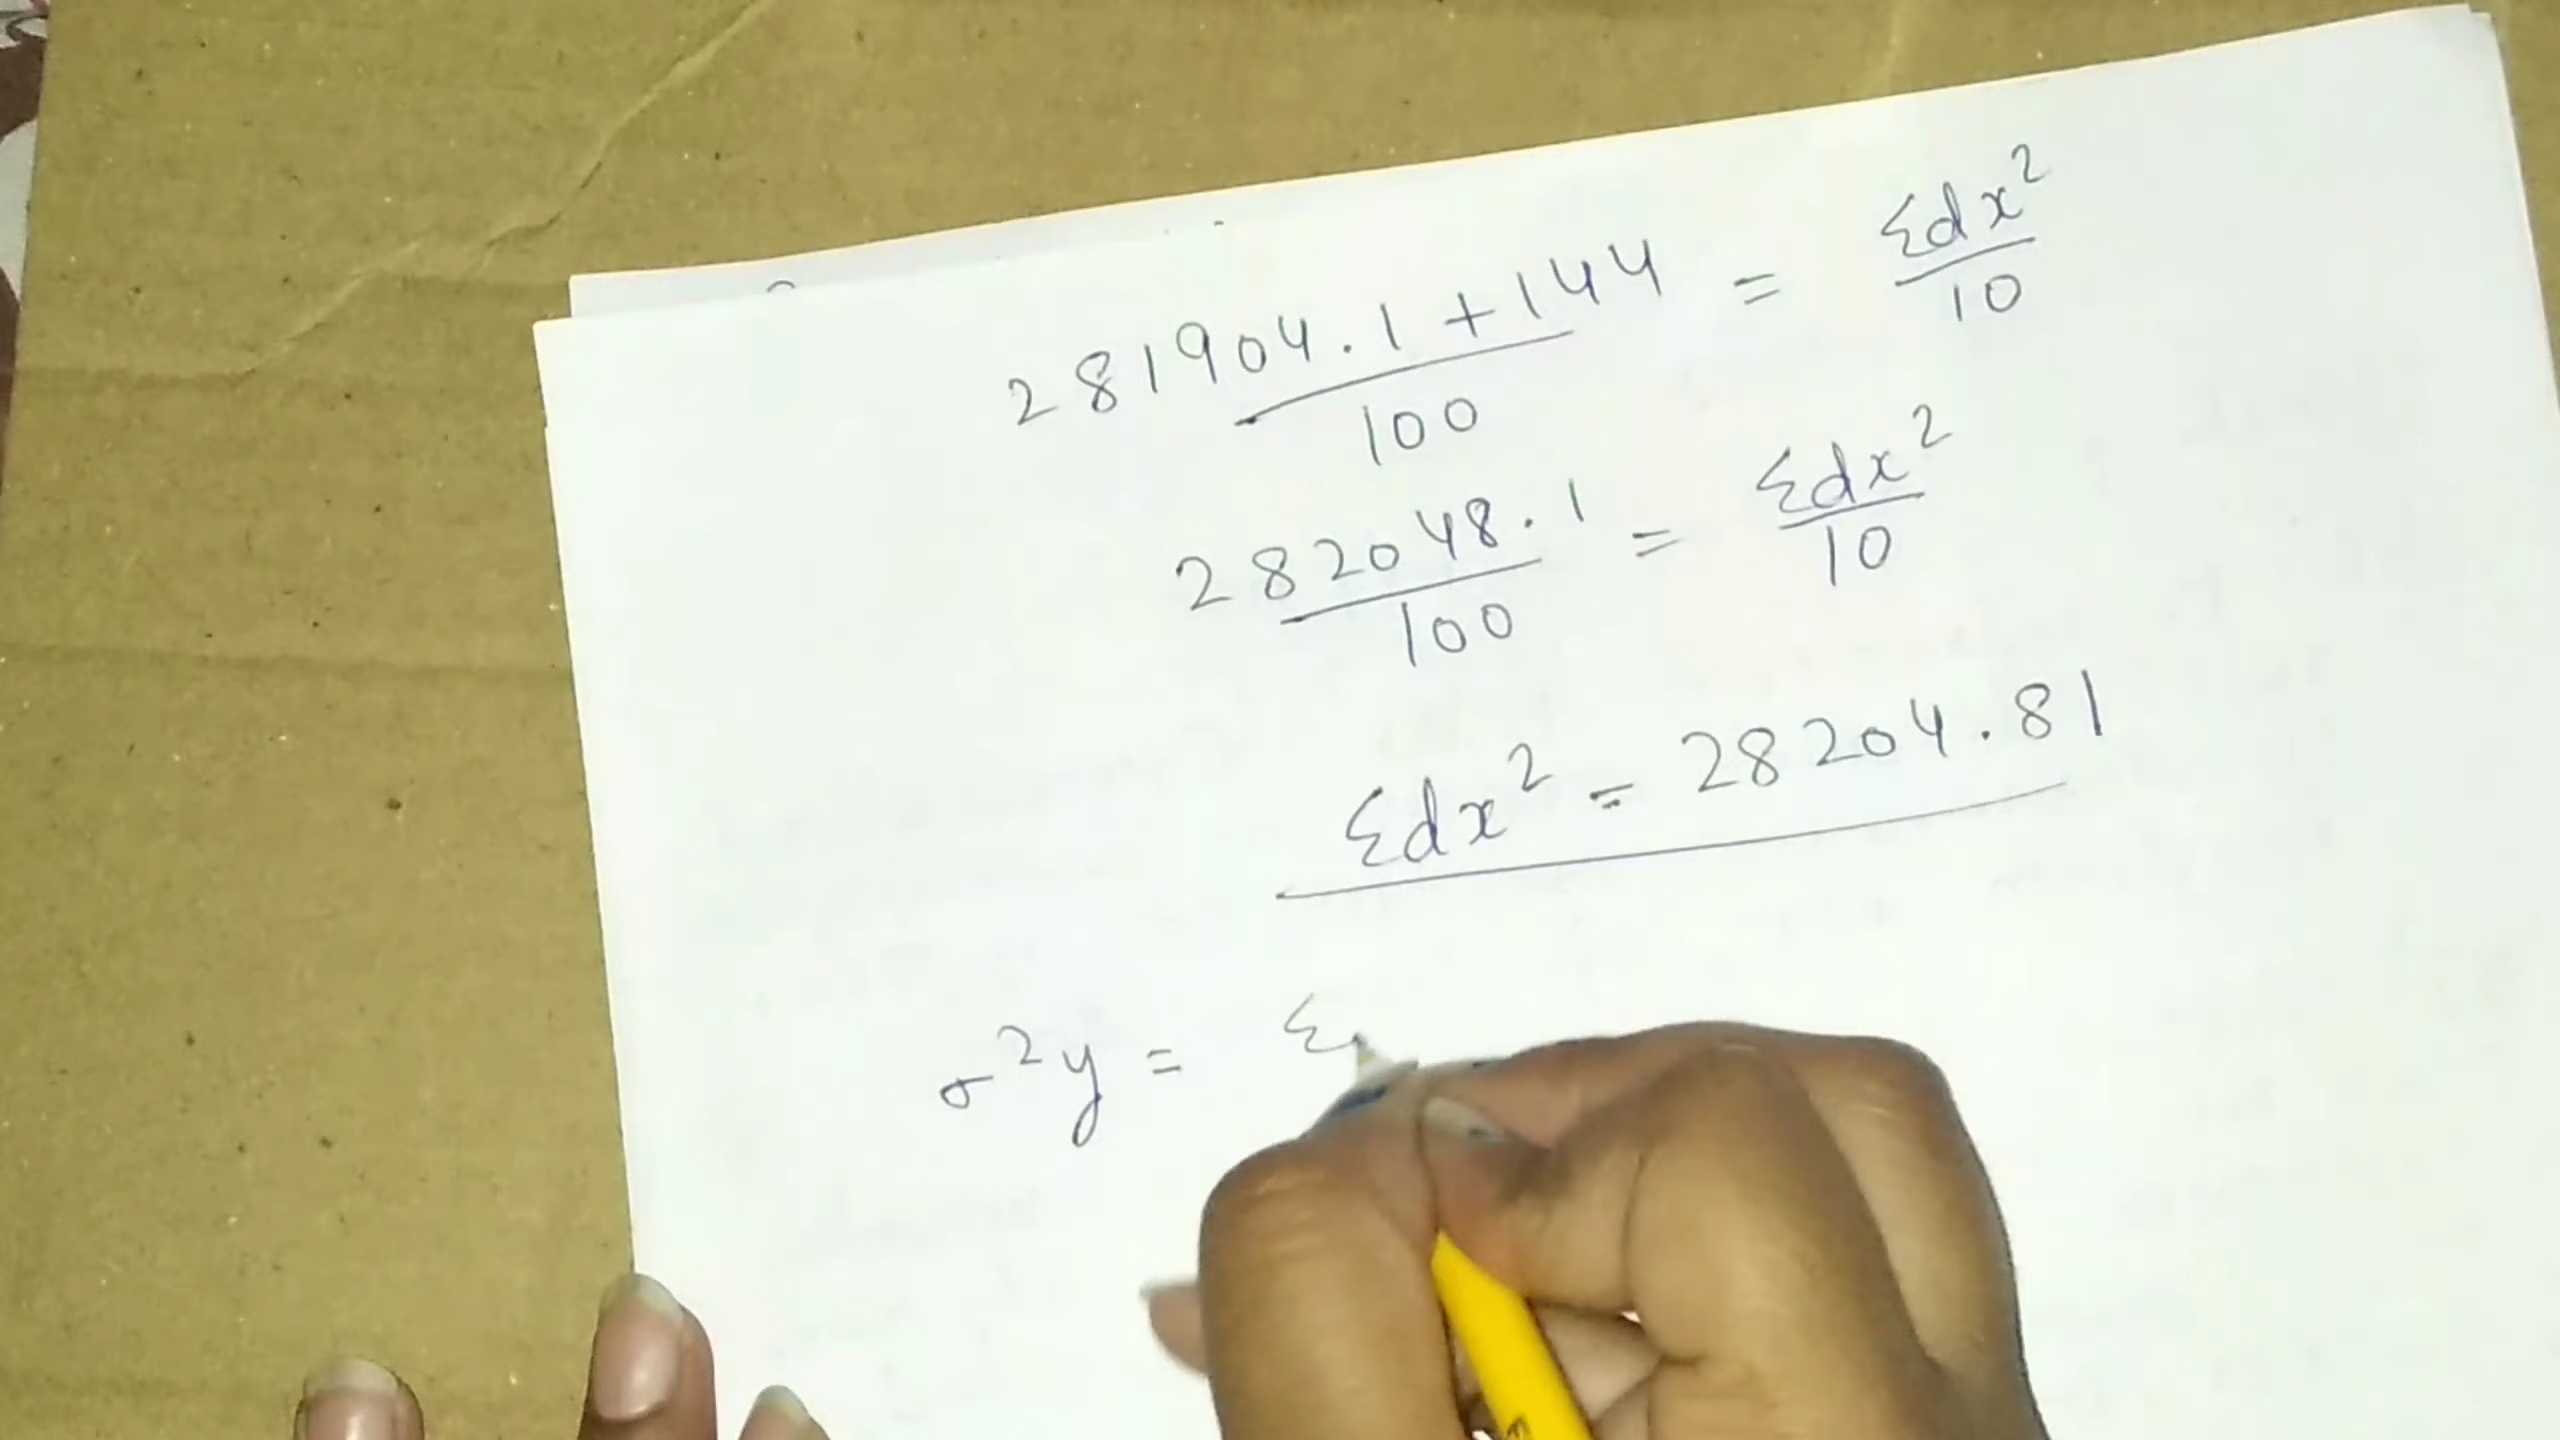 281904.1 + 144 / 100 = Σdx² / 10
282048.1 / 100 = Σdx² / 10
Σdx² = 28204.81
σ²y = Σ